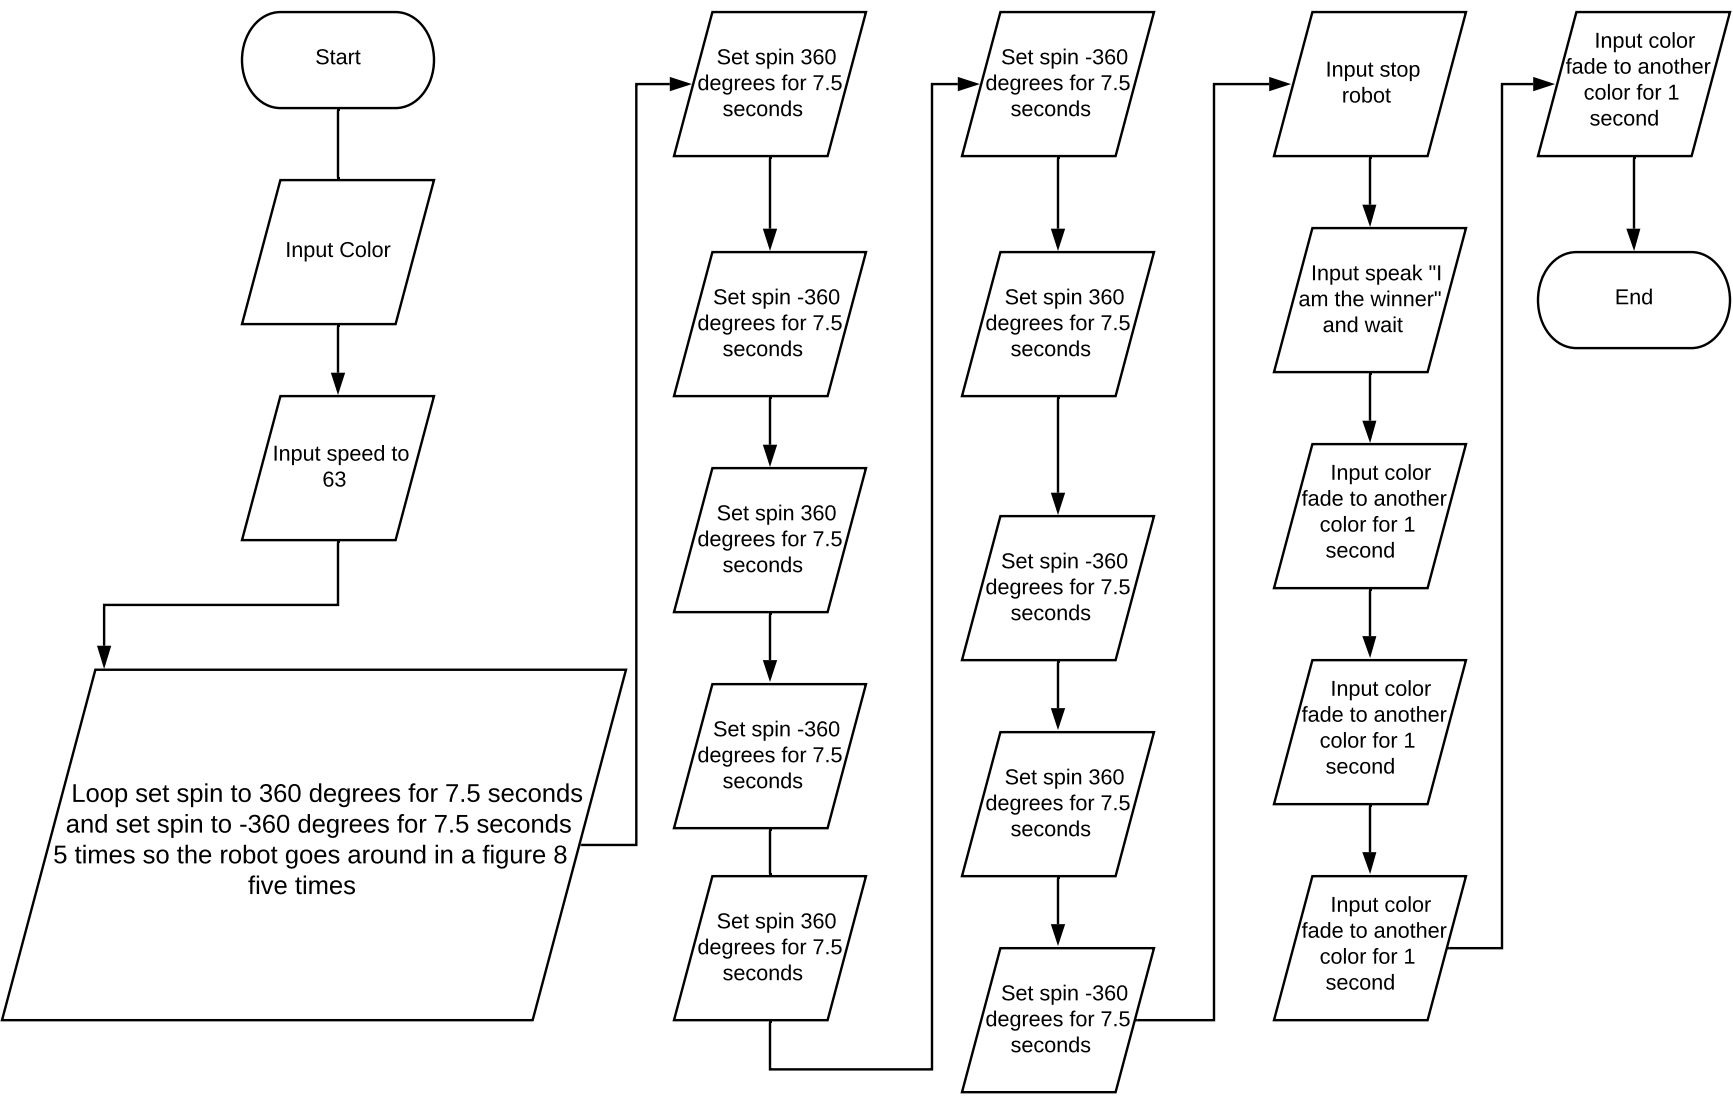 Start
Input Color
Input speed to
63
Loop set spin to 360 degrees for 7.5 seconds
and set spin to -360 degrees for 7.5 seconds
5 times so the robot goes around in a figure 8
five times
Set spin 360
degrees for 7.5
seconds
Set spin -360
degrees for 7.5
seconds
Set spin 360
degrees for 7.5
seconds
Set spin -360
degrees for 7.5
seconds
Set spin 360
degrees for 7.5
seconds
Set spin -360
degrees for 7.5
seconds
Set spin 360
degrees for 7.5
seconds
Set spin -360
degrees for 7.5
seconds
Set spin 360
degrees for 7.5
seconds
Set spin -360
degrees for 7.5
seconds
Input stop
robot
Input speak "I
am the winner"
and wait
Input color
fade to another
color for 1
second
Input color
fade to another
color for 1
second
Input color
fade to another
color for 1
second
Input color
fade to another
color for 1
second
End